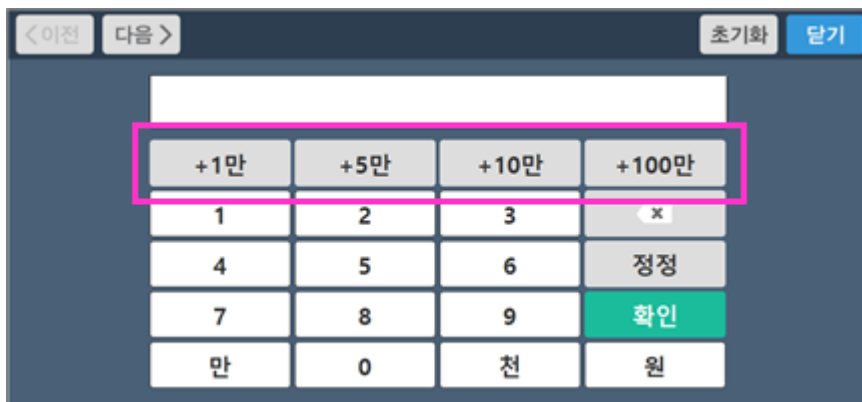 <이전 다음> 초기화 닫기
+1만 +5만 +10만 +100만
1 2 3 x
4 5 6 정정
7 8 9 확인
만 0 천 원